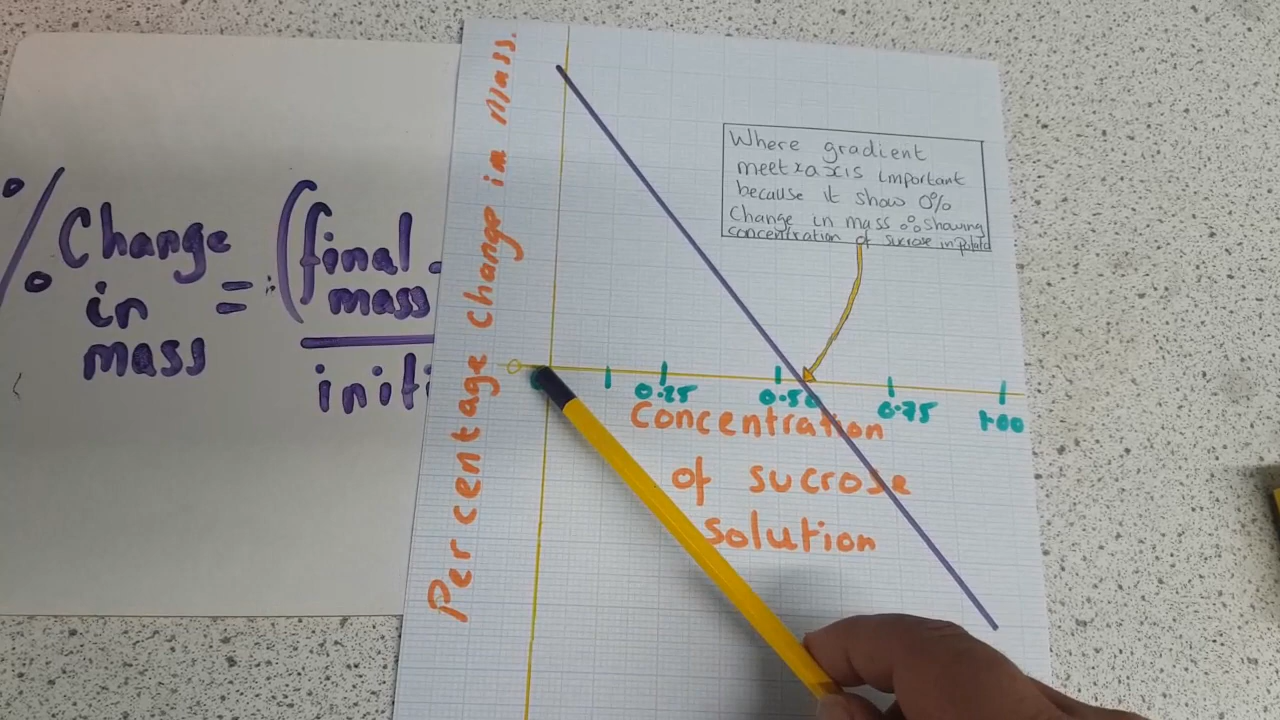 % Change in mass = (final mass
initi
Percentage change in Mass.
Where gradient
meet x axis important
because it show 0%
Change in mass ∴ showing
concentration of sucrose in potato
0
0.25
0.50
0.75
1.00
Concentration
of sucrose
solution